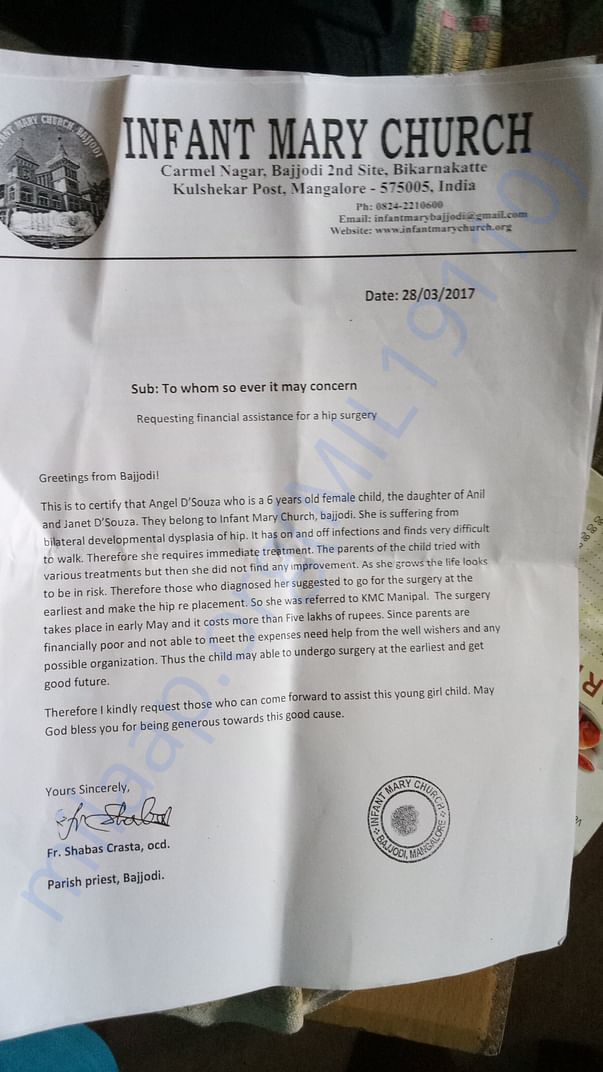 INFANT MARY CHURCH, BAJJODI
INFANT MARY CHURCH
Carmel Nagar, Bajjodi 2nd Site, Bikarnakatte
Kulshekar Post, Mangalore - 575005, India
Ph: 0824-2210600
Email: infantmarybajjodi@gmail.com
Website: www.infantmarychurch.org
Date: 28/03/2017
Sub: To whom so ever it may concern
Requesting financial assistance for a hip surgery
Greetings from Bajjodi!
This is to certify that Angel D'Souza who is a 6 years old female child, the daughter of Anil
and Janet D'Souza. They belong to Infant Mary Church, bajjodi. She is suffering from
bilateral developmental dysplasia of hip. It has on and off infections and finds very difficult
to walk. Therefore she requires immediate treatment. The parents of the child tried with
various treatments but then she did not find any improvement. As she grows the life looks
to be in risk. Therefore those who diagnosed her suggested to go for the surgery at the
earliest and make the hip re placement. So she was referred to KMC Manipal. The surgery
takes place in early May and it costs more than Five lakhs of rupees. Since parents are
financially poor and not able to meet the expenses need help from the well wishers and any
possible organization. Thus the child may able to undergo surgery at the earliest and get
good future.
Therefore I kindly request those who can come forward to assist this young girl child. May
God bless you for being generous towards this good cause.
Yours Sincerely,
Fr Shabas
Fr. Shabas Crasta, ocd.
Parish priest, Bajjodi.
INFANT MARY CHURCH
BAJJODI, MANGALORE
milaap.org(MIL19110)